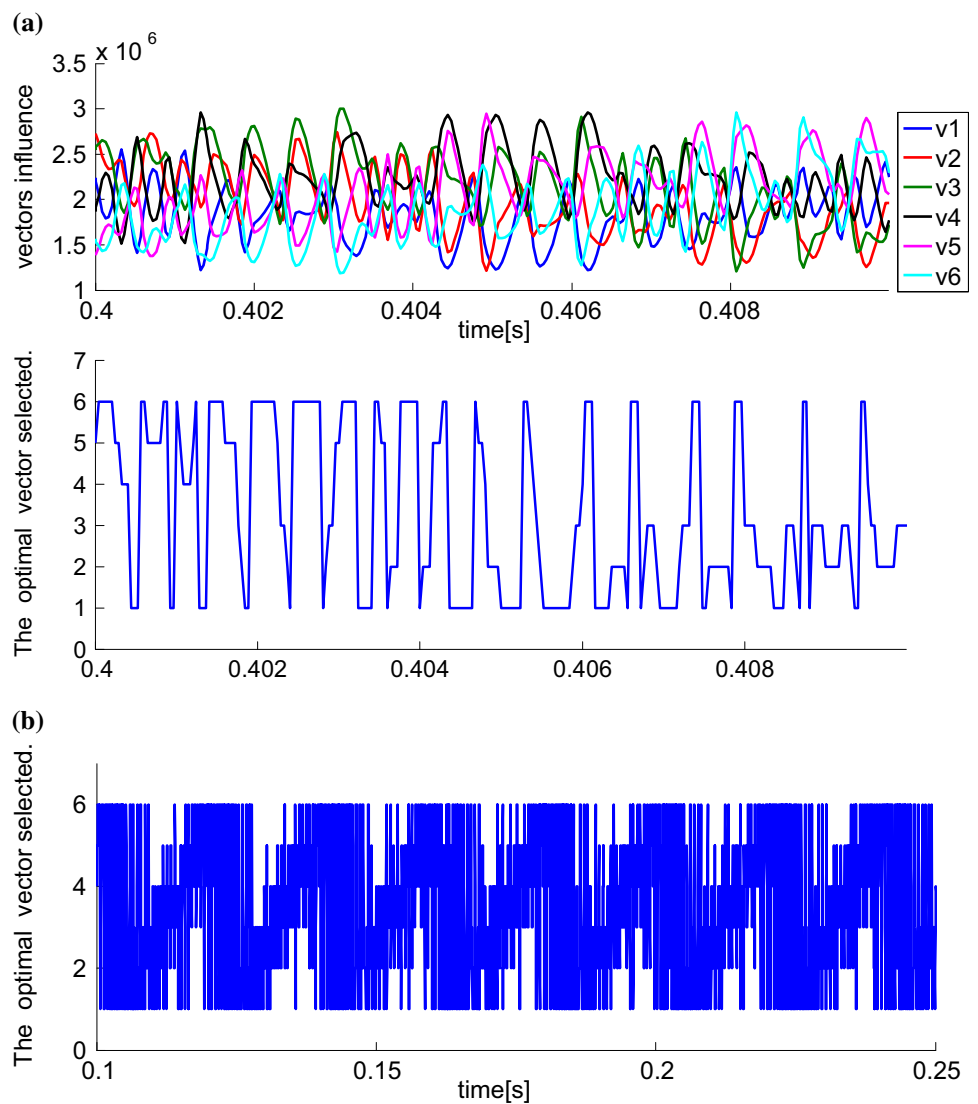 (a)
x 10 6
3.5
3
2.5
2
1.5
1
vectors influence
0.4
0.402
0.404
0.406
0.408
time[s]
v1
v2
v3
v4
v5
v6
7
6
5
4
3
2
1
0
The optimal vector selected.
0.4
0.402
0.404
0.406
0.408
(b)
6
4
2
0
The optimal vector selected.
0.1
0.15
0.2
0.25
time[s]